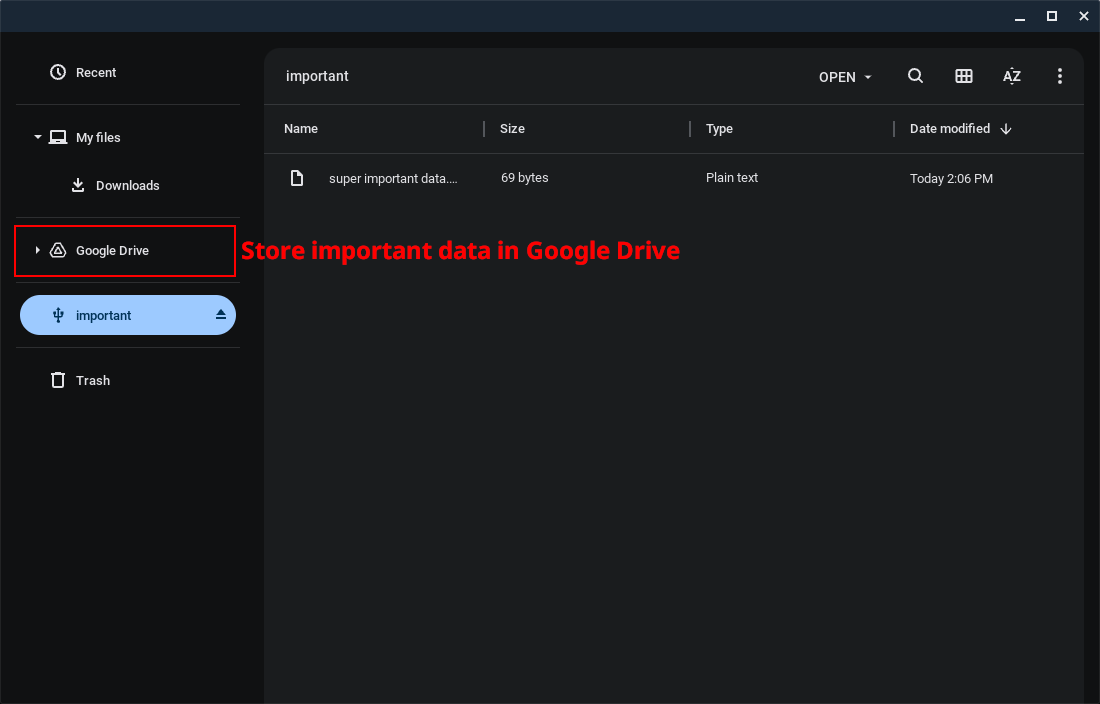 Recent
My files
Downloads
Google Drive
important
Trash
important
OPEN
AZ
Name
Size
Type
Date modified
super important data....
69 bytes
Plain text
Today 2:06 PM
Store important data in Google Drive